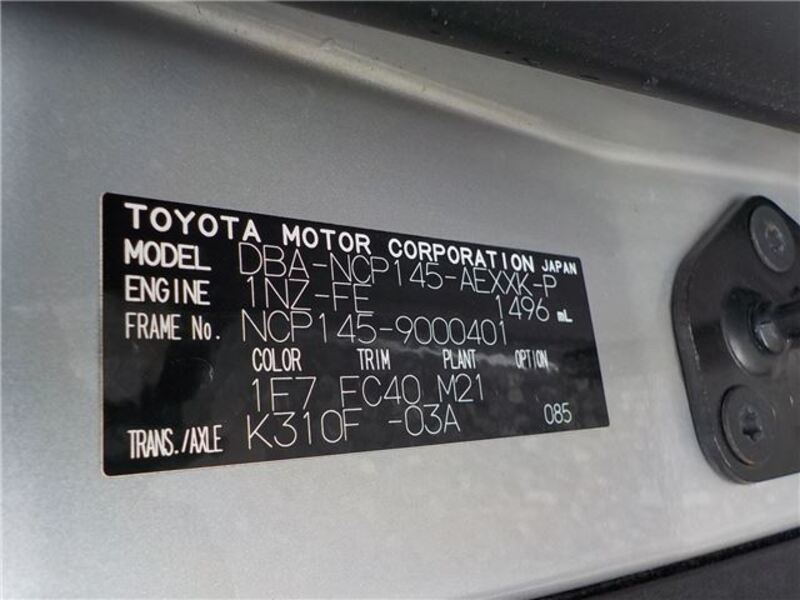 TOYOTA MOTOR CORPORATION JAPAN
MODEL DBA-NCP145-AEXXK-P
ENGINE 1NZ-FE 1496 mL
FRAME No. NCP145-9000401
COLOR TRIM PLANT OPTION
1F7 FC40 M21
TRANS./AXLE K310F -03A 085